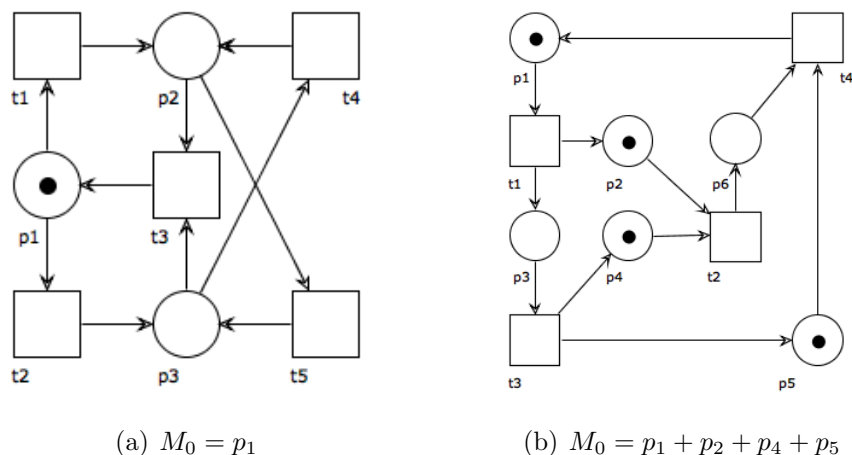 t1
p2
t4
p1
t3
t2
p3
t5
(a) M₀ = p₁
p1
t4
t1
p2
p6
p3
p4
t2
t3
p5
(b) M₀ = p₁ + p₂ + p₄ + p₅